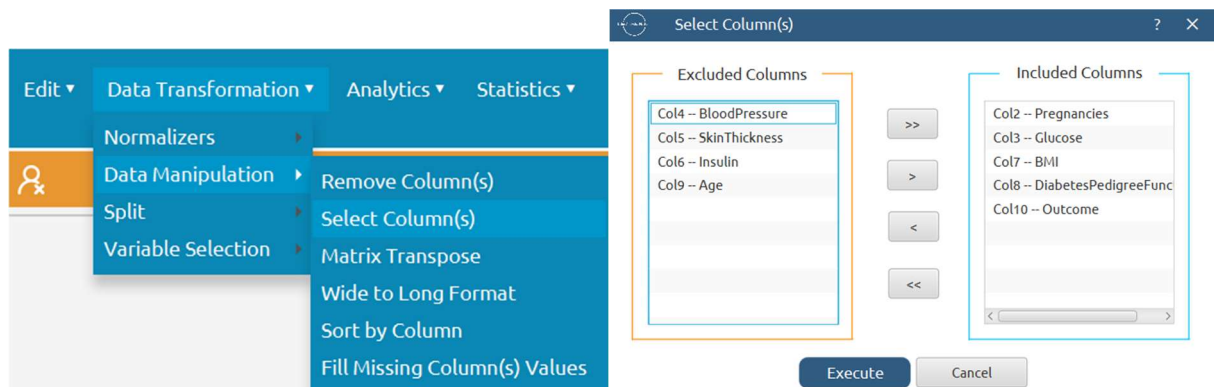 Edit ▾ Data Transformation ▾ Analytics ▾ Statistics ▾
Normalizers
Data Manipulation
Split
Variable Selection
Remove Column(s)
Select Column(s)
Matrix Transpose
Wide to Long Format
Sort by Column
Fill Missing Column(s) Values
Select Column(s) ? ✕
Excluded Columns
Col4 -- BloodPressure
Col5 -- SkinThickness
Col6 -- Insulin
Col9 -- Age
>>
>
<
<<
Included Columns
Col2 -- Pregnancies
Col3 -- Glucose
Col7 -- BMI
Col8 -- DiabetesPedigreeFunc
Col10 -- Outcome
Execute Cancel